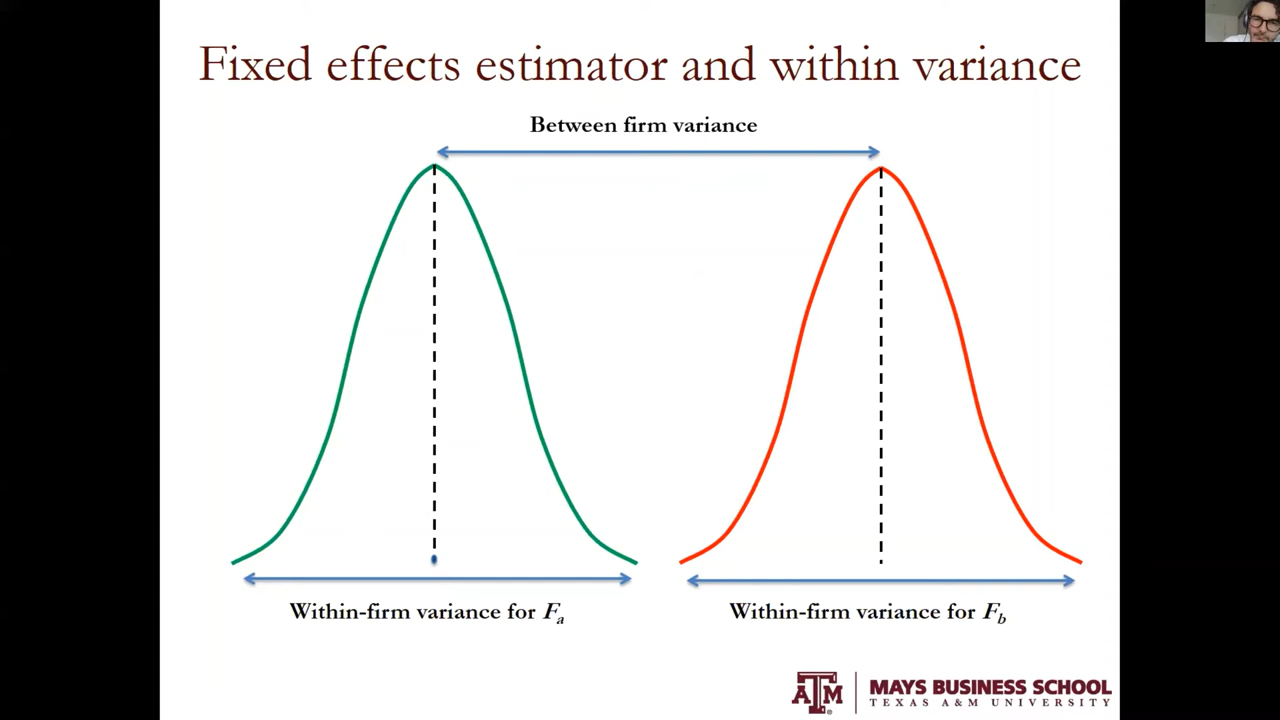 Fixed effects estimator and within variance
Between firm variance
Within-firm variance for Fa
Within-firm variance for Fb
ATM
MAYS BUSINESS SCHOOL
TEXAS A&M UNIVERSITY